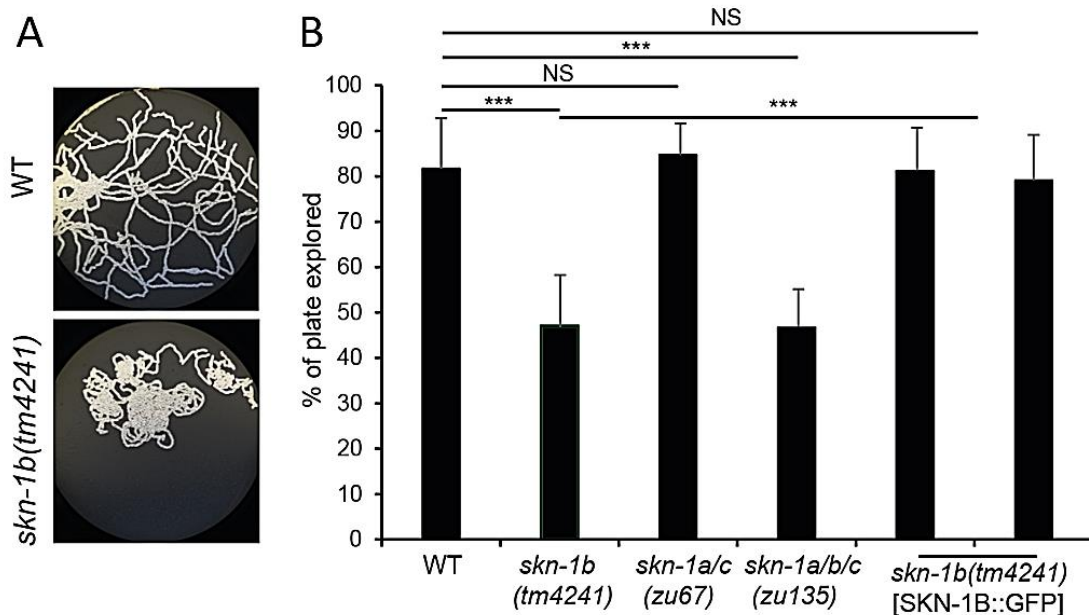 A
WT
skn-1b(tm4241)
B
NS
***
NS
***
***
% of plate explored
100
90
80
70
60
50
40
30
20
10
0
WT
skn-1b
(tm4241)
skn-1a/c
(zu67)
skn-1a/b/c
(zu135)
skn-1b(tm4241)
[SKN-1B::GFP]